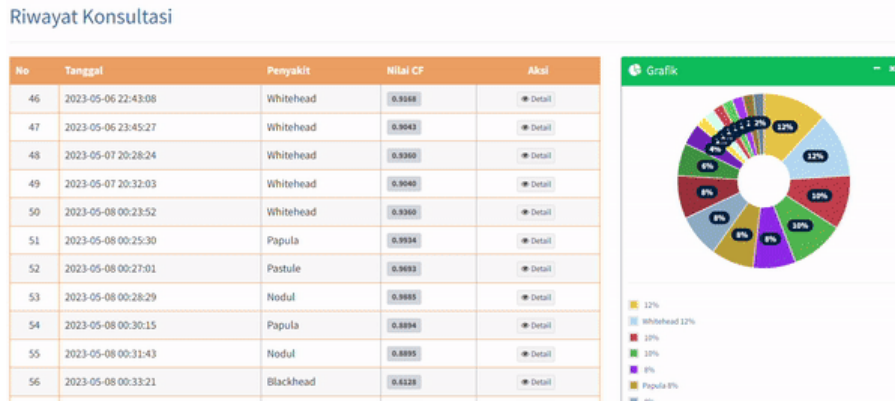 Riwayat Konsultasi
No Tanggal Penyakit Nilai CF Aksi
46 2023-05-06 22:43:08 Whitehead 0.9168 Detail
47 2023-05-06 23:45:27 Whitehead 0.9043 Detail
48 2023-05-07 20:28:24 Whitehead 0.9360 Detail
49 2023-05-07 20:32:03 Whitehead 0.9040 Detail
50 2023-05-08 00:23:52 Whitehead 0.9360 Detail
51 2023-05-08 00:25:30 Papula 0.9934 Detail
52 2023-05-08 00:27:01 Pastule 0.9693 Detail
53 2023-05-08 00:28:29 Nodul 0.9885 Detail
54 2023-05-08 00:30:15 Papula 0.8894 Detail
55 2023-05-08 00:31:43 Nodul 0.8895 Detail
56 2023-05-08 00:33:21 Blackhead 0.6128 Detail
Grafik
2%
12%
12%
10%
10%
8%
8%
8%
8%
6%
4%
12%
Whitehead 12%
10%
10%
8%
Papula 8%